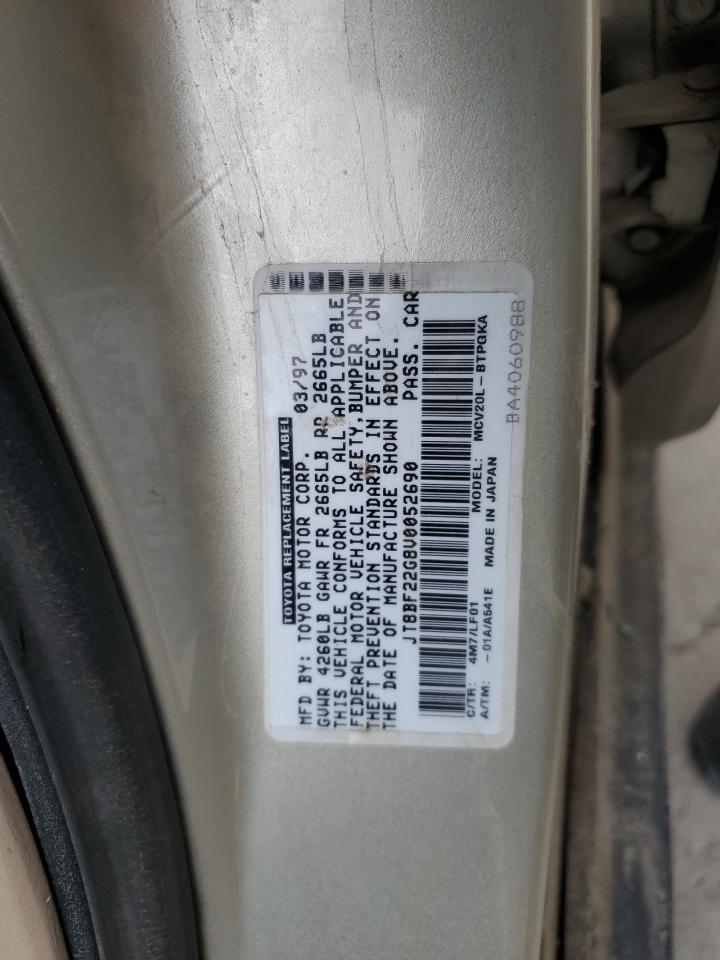 TOYOTA REPLACEMENT LABEL
MFD BY: TOYOTA MOTOR CORP. 03/97
GVWR 4260LB GAWR FR 2665LB RR 2665LB
THIS VEHICLE CONFORMS TO ALL APPLICABLE
FEDERAL MOTOR VEHICLE SAFETY,BUMPER AND
THEFT PREVENTION STANDARDS IN EFFECT ON
THE DATE OF MANUFACTURE SHOWN ABOVE.
JT8BF22G8V0052690 PASS. CAR
C/TR: 4M7/LF01 MODEL: MCV20L-BTPGKA
A/TM: -01A/A541E MADE IN JAPAN
BA4060988